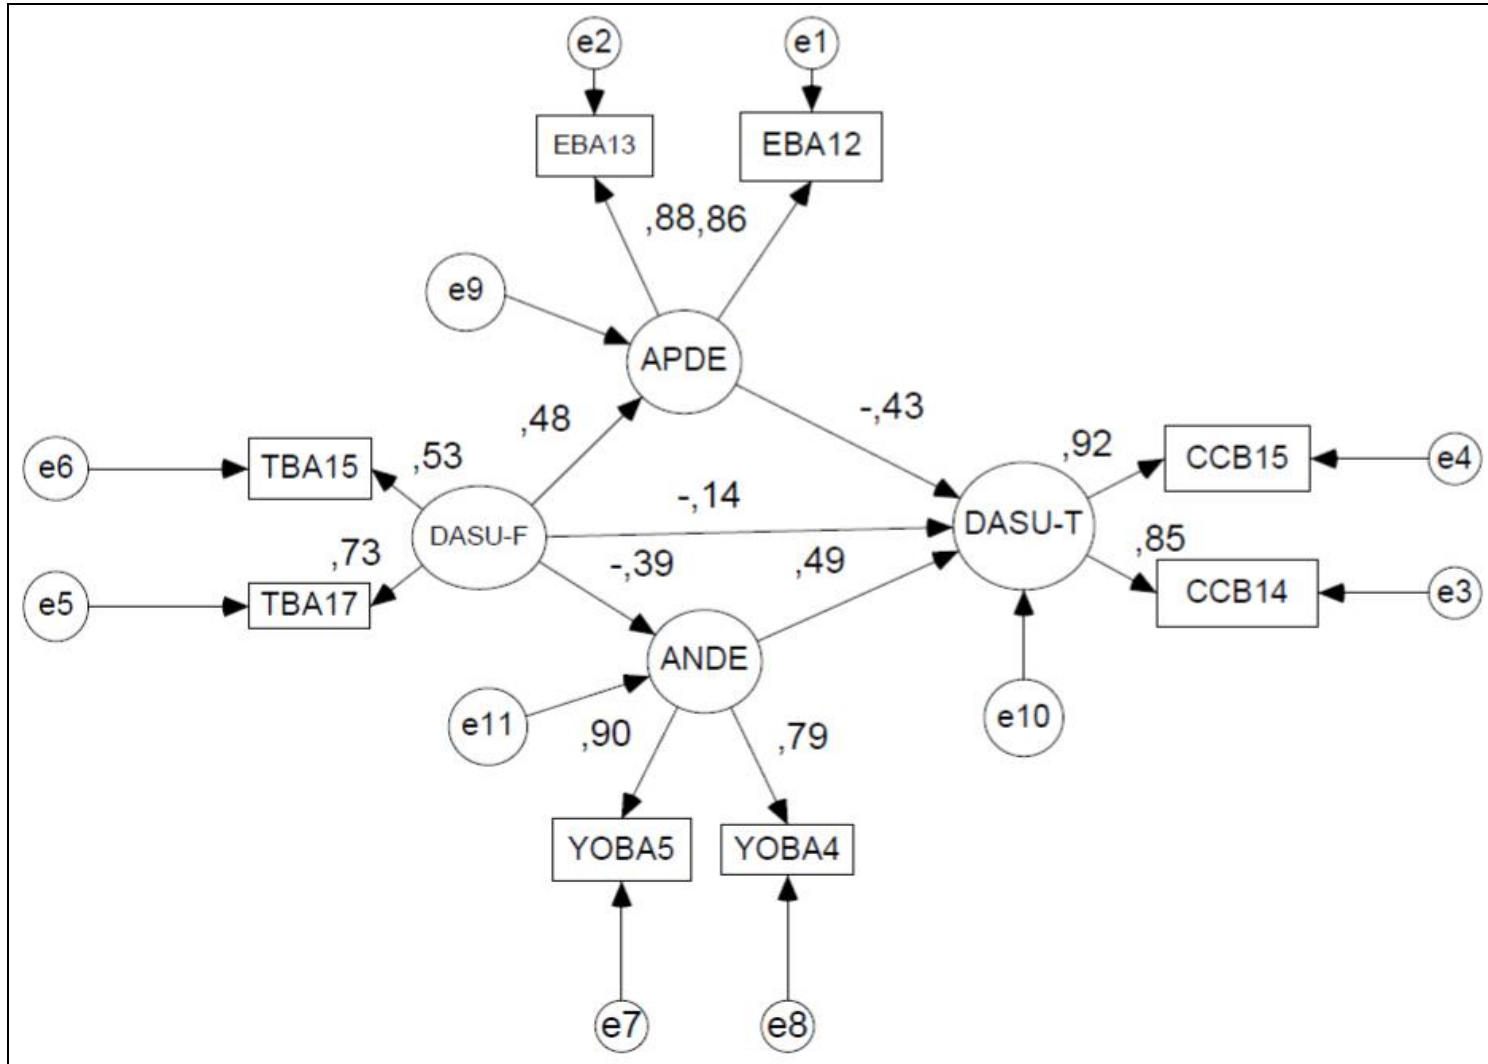 e2
e1
EBA13
EBA12
,88,86
e9
APDE
-,43
,48
,92
CCB15
e4
e6
TBA15
,53
-,14
DASU-F
DASU-T
,73
-,39
,49
,85
CCB14
e3
e5
TBA17
ANDE
e11
e10
,90
,79
YOBA5
YOBA4
e7
e8